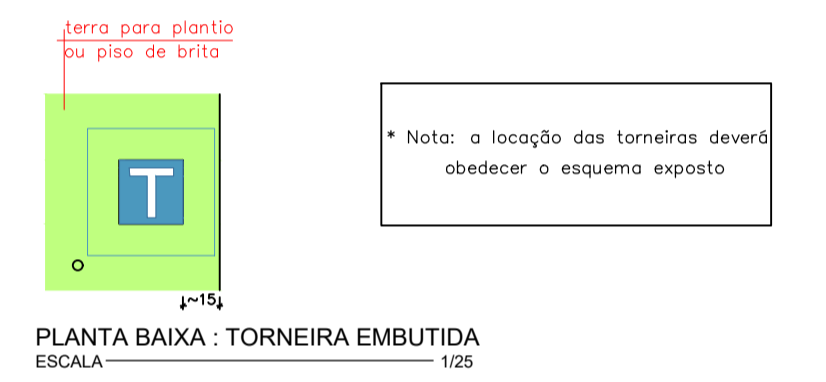 terra para plantio
ou piso de brita
* Nota: a locação das torneiras deverá
obedecer o esquema exposto
T
~15
PLANTA BAIXA : TORNEIRA EMBUTIDA
ESCALA 1/25